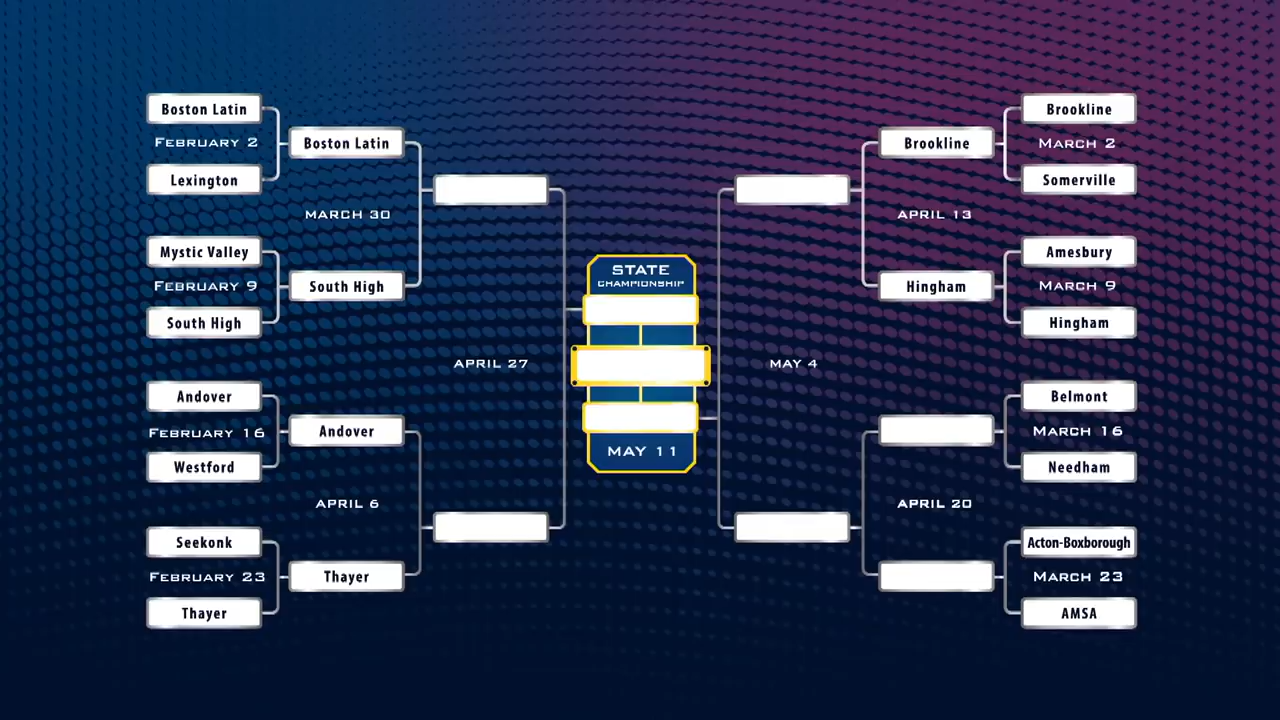 Boston Latin
FEBRUARY 2
Lexington
Boston Latin
MARCH 30
Mystic Valley
FEBRUARY 9
South High
South High
Andover
FEBRUARY 16
Westford
Andover
APRIL 6
Seekonk
FEBRUARY 23
Thayer
Thayer
APRIL 27
STATE
CHAMPIONSHIP
MAY 11
MAY 4
Brookline
APRIL 13
Hingham
APRIL 20
Brookline
MARCH 2
Somerville
Amesbury
MARCH 9
Hingham
Belmont
MARCH 16
Needham
Acton-Boxborough
MARCH 23
AMSA